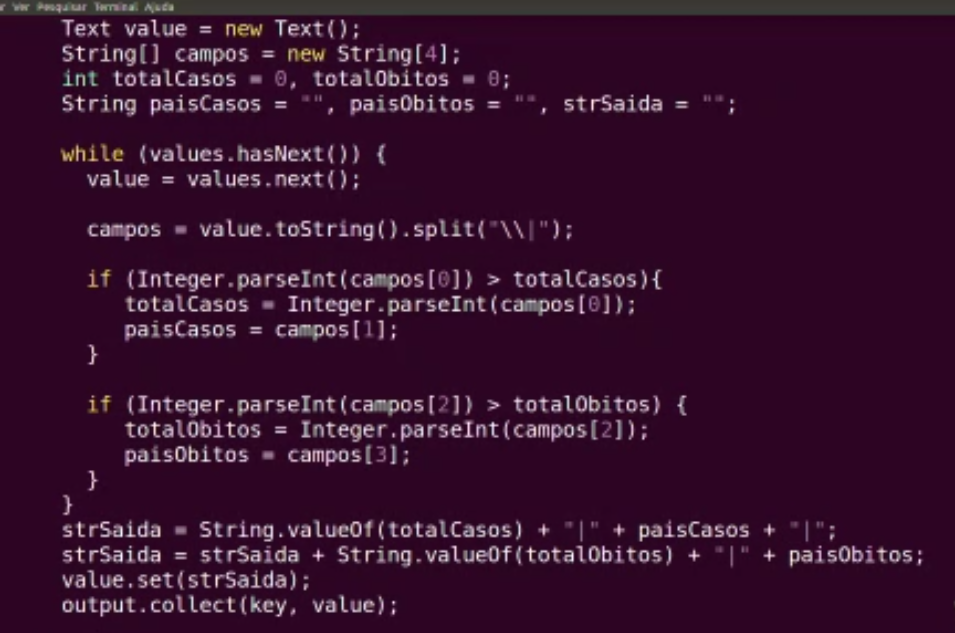 r Ver Pesquisar Terminal Ajuda
Text value = new Text();
String[] campos = new String[4];
int totalCasos = 0, totalObitos = 0;
String paisCasos = "", paisObitos = "", strSaida = "";
while (values.hasNext()) {
value = values.next();
campos = value.toString().split("\\|");
if (Integer.parseInt(campos[0]) > totalCasos){
totalCasos = Integer.parseInt(campos[0]);
paisCasos = campos[1];
}
if (Integer.parseInt(campos[2]) > totalObitos) {
totalObitos = Integer.parseInt(campos[2]);
paisObitos = campos[3];
}
}
strSaida = String.valueOf(totalCasos) + "|" + paisCasos + "|";
strSaida = strSaida + String.valueOf(totalObitos) + "|" + paisObitos;
value.set(strSaida);
output.collect(key, value);